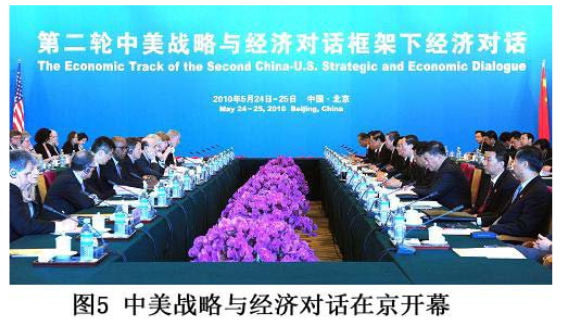 第二轮中美战略与经济对话框架下经济对话
The Economic Track of the Second China-U.S. Strategic and Economic Dialogue
2010年5月24日-25日 中国·北京
May 24-25, 2010 Beijing, China
图5 中美战略与经济对话在京开幕